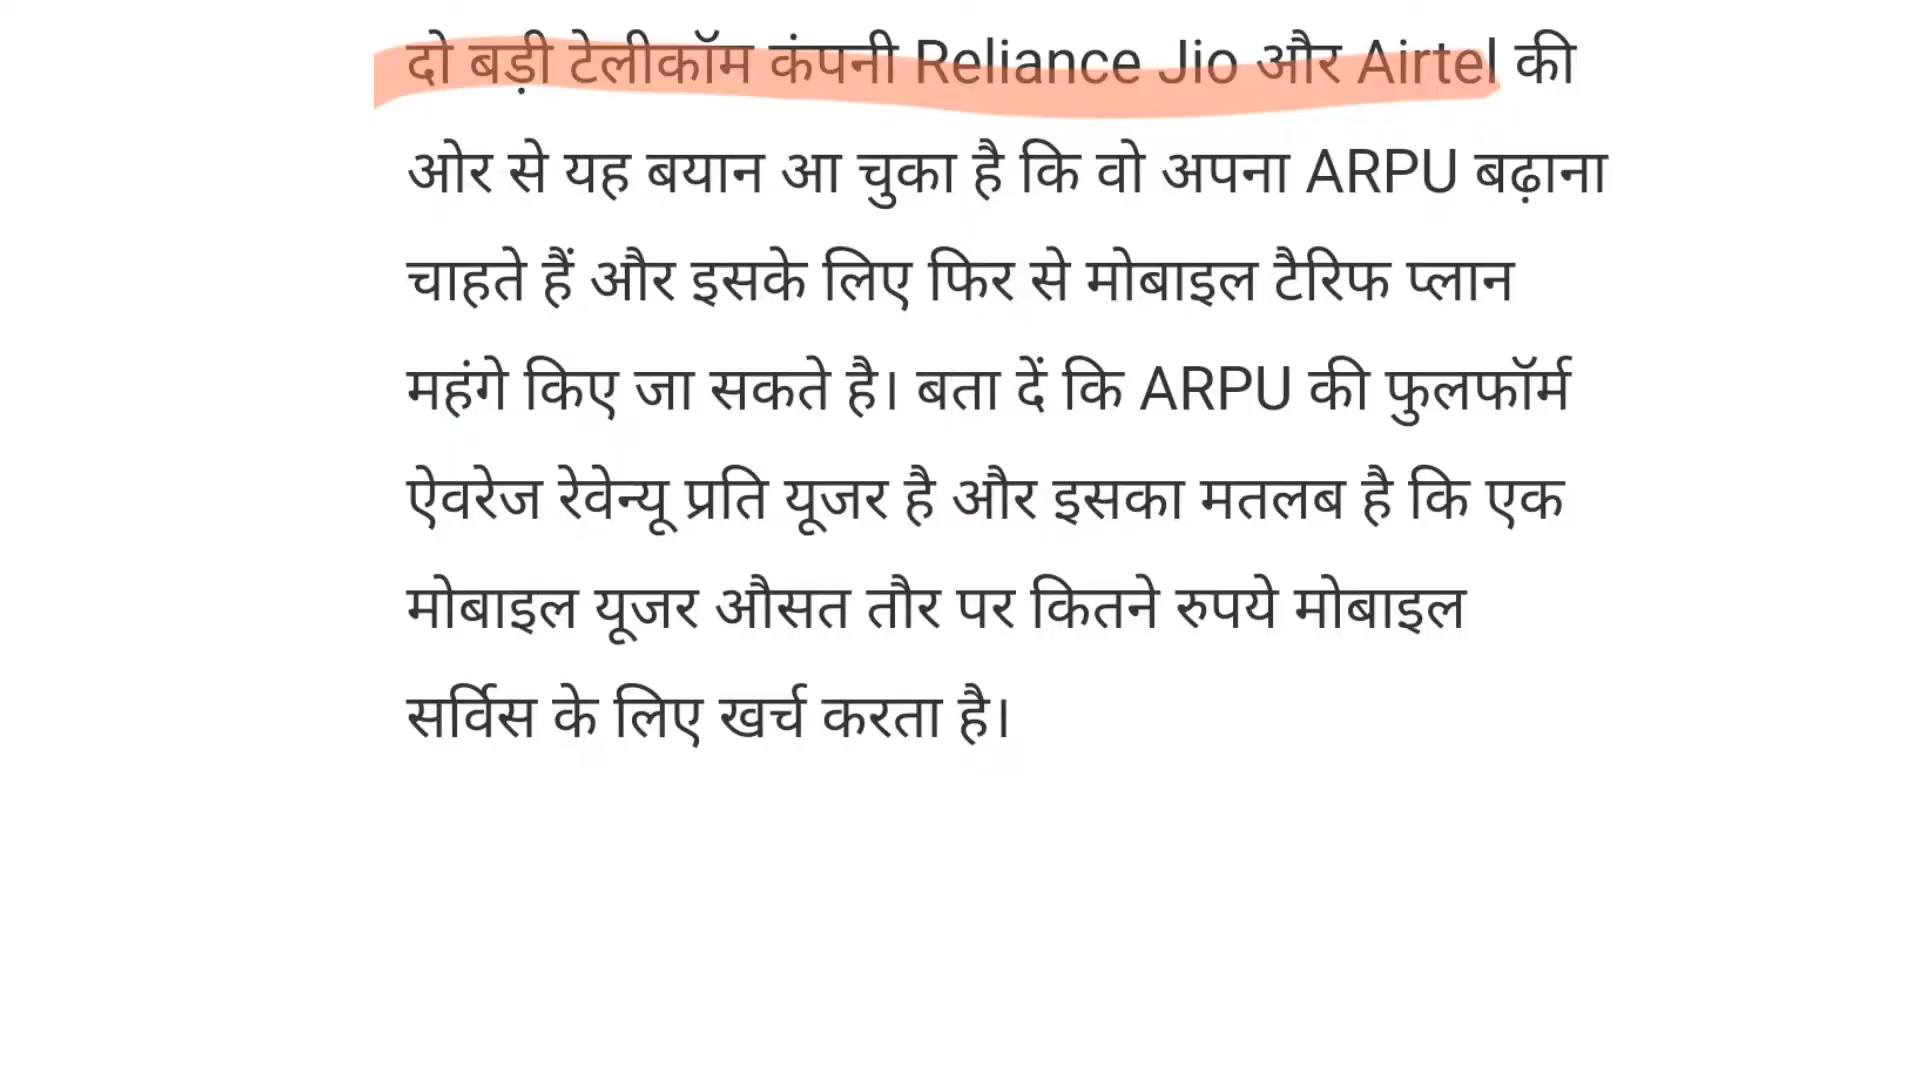 दो बड़ी टेलीकॉम कंपनी Reliance Jio और Airtel की
ओर से यह बयान आ चुका है कि वो अपना ARPU बढ़ाना
चाहते हैं और इसके लिए फिर से मोबाइल टैरिफ प्लान
महंगे किए जा सकते है। बता दें कि ARPU की फुलफॉर्म
ऐवरेज रेवेन्यू प्रति यूजर है और इसका मतलब है कि एक
मोबाइल यूजर औसत तौर पर कितने रुपये मोबाइल
सर्विस के लिए खर्च करता है।